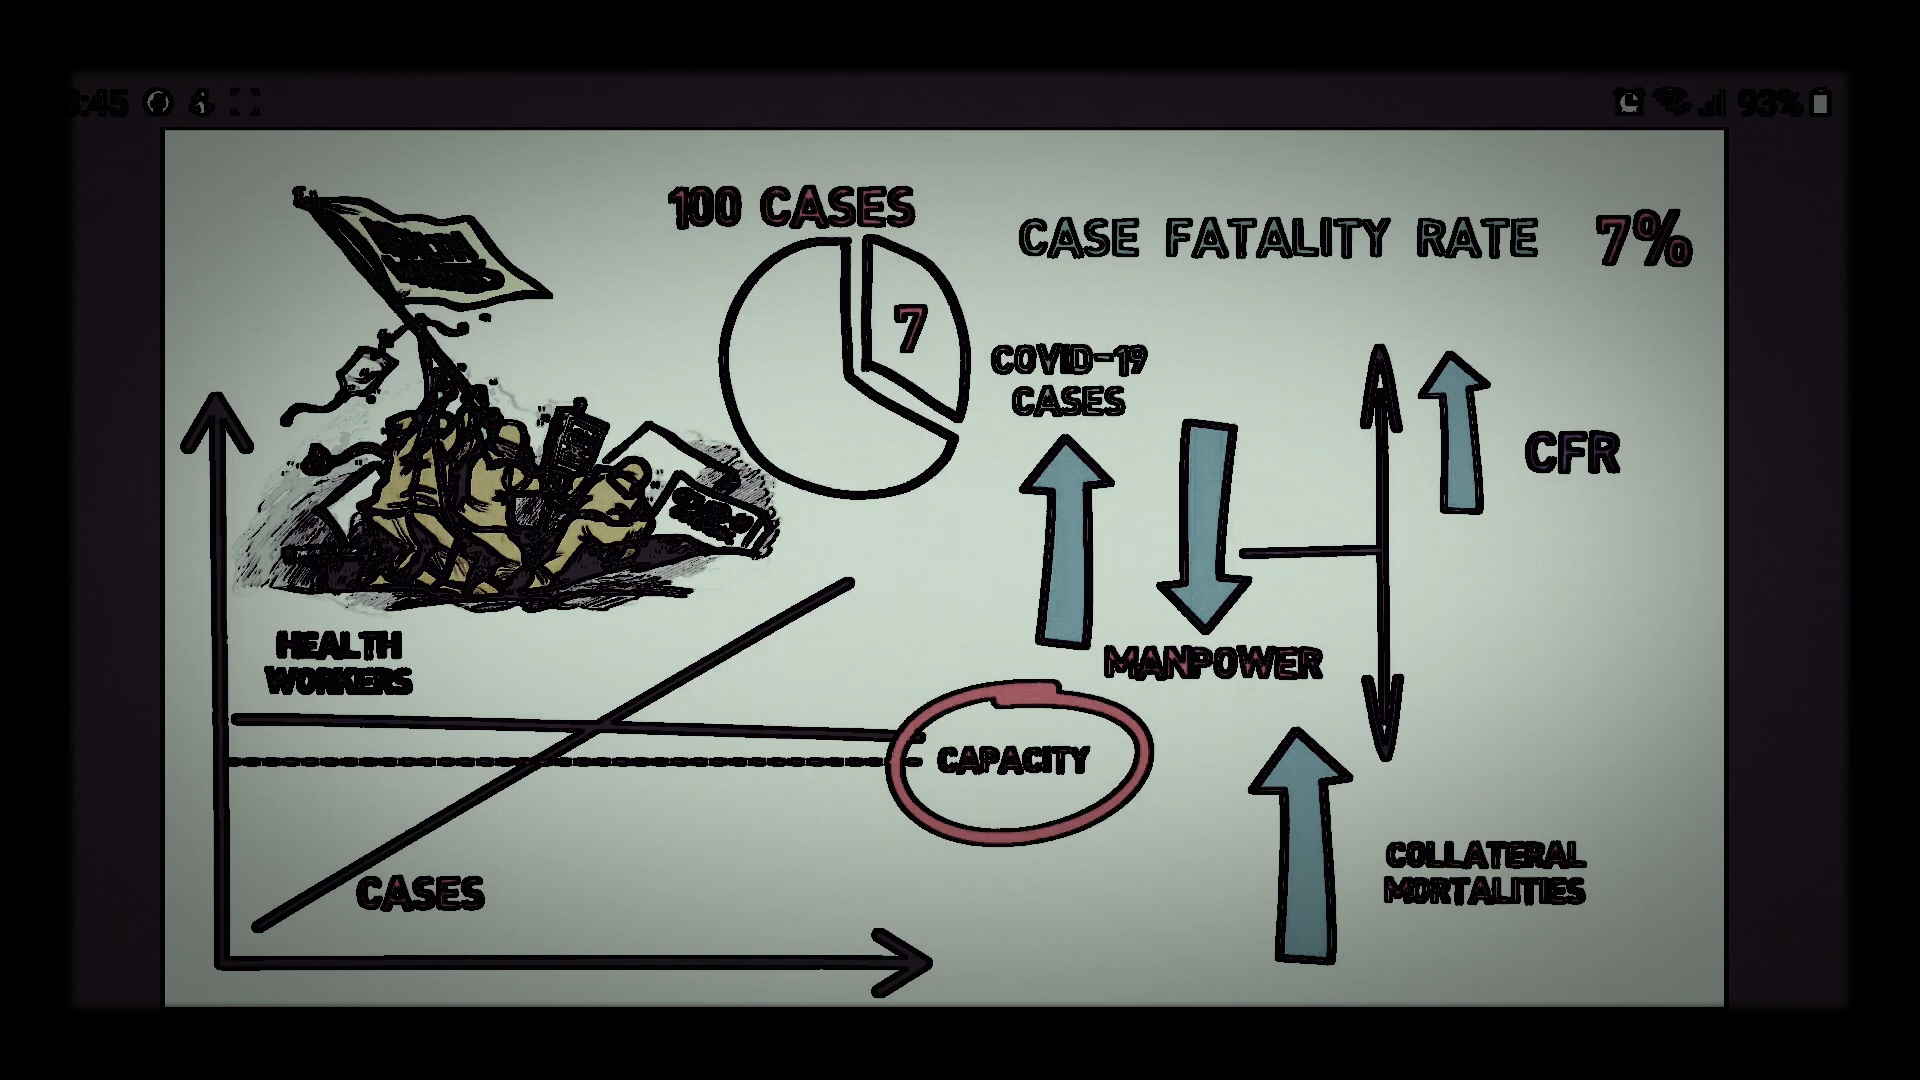 93%
100 CASES
CASE FATALITY RATE 7%
7
COVID-19
CASES
CFR
HEALTH
WORKERS
MANPOWER
CAPACITY
COLLATERAL
MORTALITIES
CASES